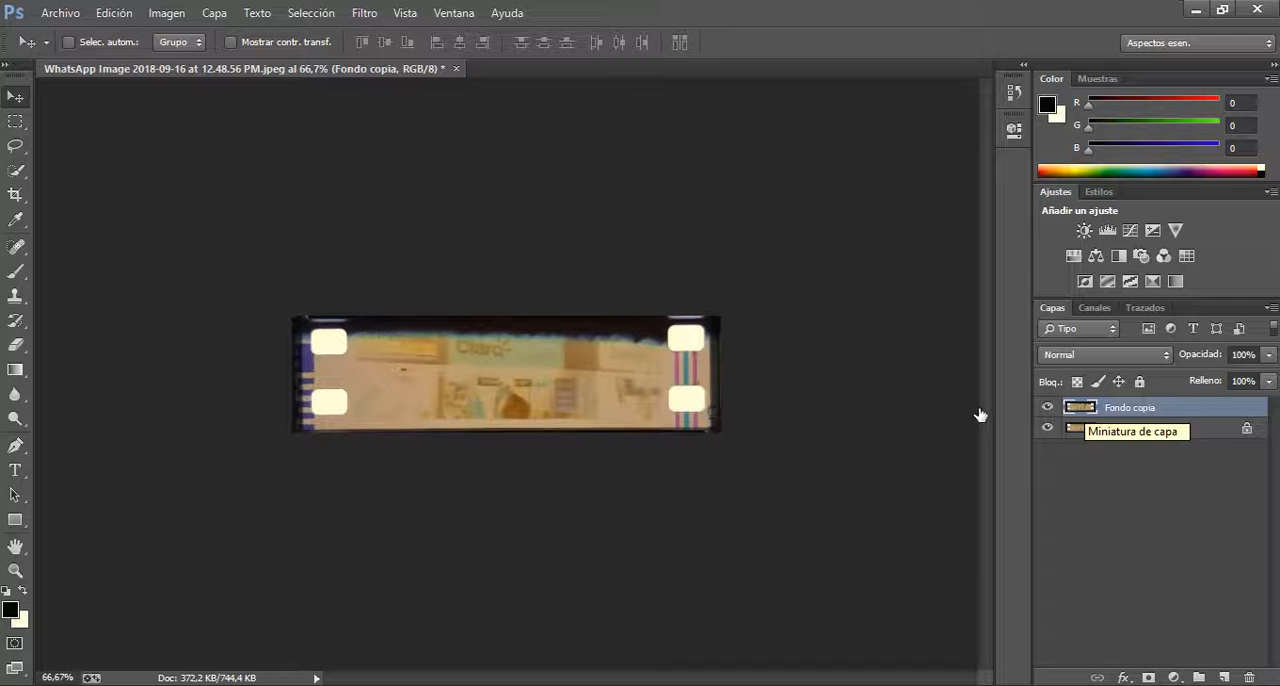 Ps Archivo Edición Imagen Capa Texto Selección Filtro Vista Ventana Ayuda
Selec. autom.: Grupo Mostrar contr. transf. Aspectos esen.
WhatsApp Image 2018-09-16 at 12.48.56 PM.jpeg al 66,7% (Fondo copia, RGB/8) * ×
Color Muestras
R 0
G 0
B 0
Ajustes Estilos
Añadir un ajuste
Capas Canales Trazados
Tipo
Normal Opacidad: 100%
Bloq.: Relleno: 100%
Fondo copia
Miniatura de capa
Claro
66,67% Doc: 372,2 KB/744,4 KB